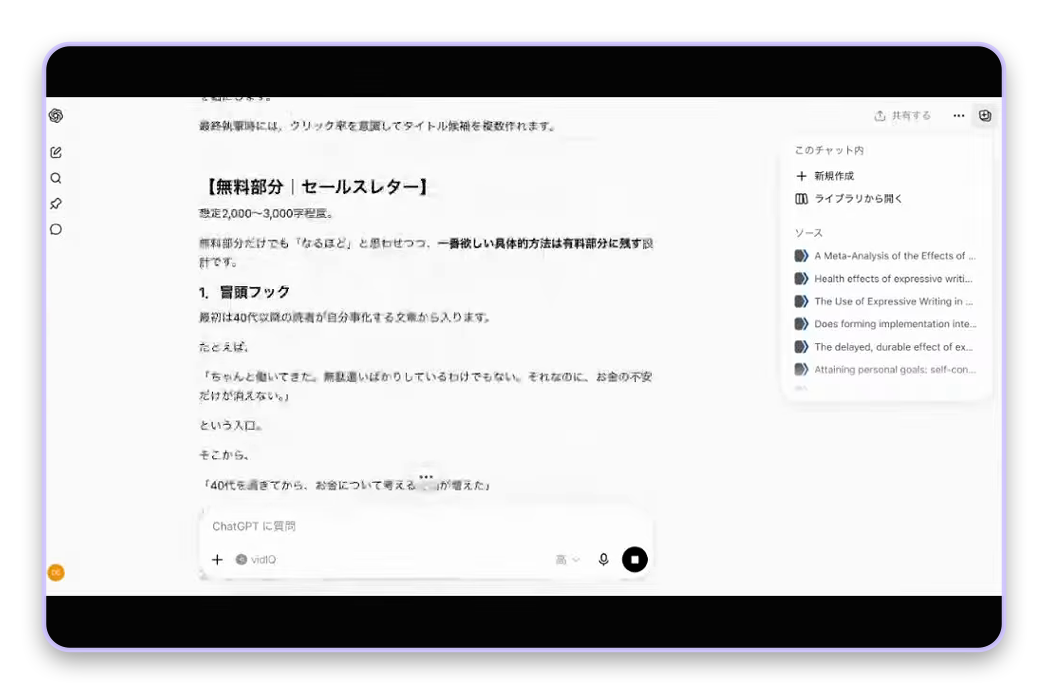 最終執筆時には、クリック率を意識してタイトル候補を複数作れます。
【無料部分｜セールスレター】
想定2,000〜3,000字程度。
無料部分だけでも「なるほど」と思わせつつ、一番欲しい具体的方法は有料部分に残す設
計です。
1. 冒頭フック
最初は40代以降の読者が自分事化する文章から入ります。
たとえば、
「ちゃんと働いてきた。無駄遣いばかりしているわけでもない。それなのに、お金の不安
だけが消えない。」
という入口。
そこから、
「40代を過ぎてから、お金について考える が増えた」
ChatGPT に質問
vidIQ
高
共有する
このチャット内
新規作成
ライブラリから開く
ソース
A Meta-Analysis of the Effects of ...
Health effects of expressive writi...
The Use of Expressive Writing in ...
Does forming implementation inte...
The delayed, durable effect of ex...
Attaining personal goals: self-con...